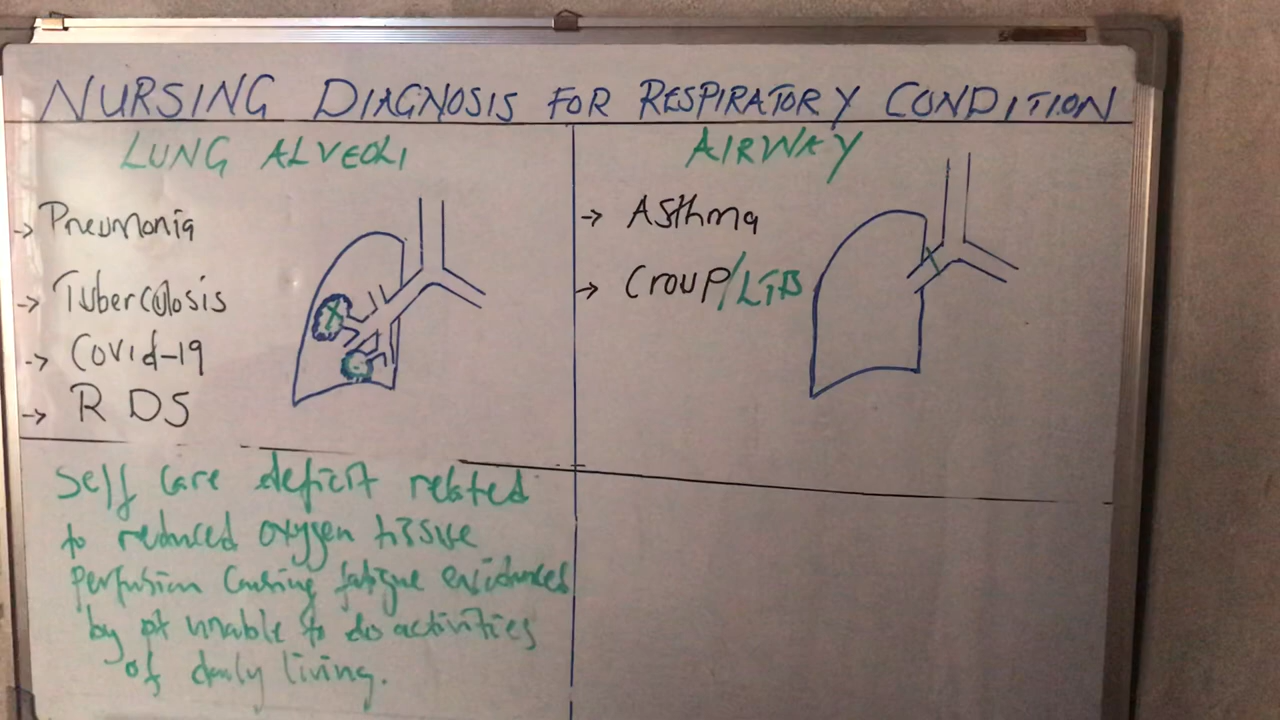 NURSING DIAGNOSIS FOR RESPIRATORY CONDITION
LUNG ALVEOLI
-> Pneumonia
-> Tuberculosis
-> Covid-19
-> RDS
Self care deficit related
to reduced oxygen tissue
perfusion causing fatigue evidenced
by pt unable to do activities
of daily living.
AIRWAY
-> Asthma
-> Croup/LTB